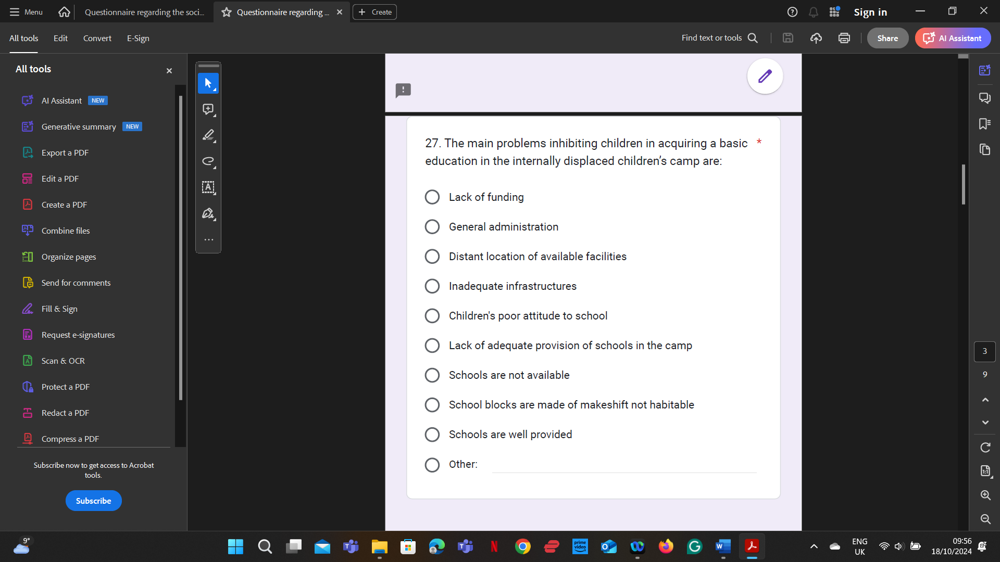 Menu
Questionnaire regarding the soci...
Questionnaire regarding ...
Create
Sign in
All tools
Edit
Convert
E-Sign
Find text or tools
Share
AI Assistant
All tools
AI Assistant NEW
Generative summary NEW
Export a PDF
Edit a PDF
Create a PDF
Combine files
Organize pages
Send for comments
Fill & Sign
Request e-signatures
Scan & OCR
Protect a PDF
Redact a PDF
Compress a PDF
Subscribe now to get access to Acrobat
tools.
Subscribe
27. The main problems inhibiting children in acquiring a basic *
education in the internally displaced children’s camp are:
Lack of funding
General administration
Distant location of available facilities
Inadequate infrastructures
Children's poor attitude to school
Lack of adequate provision of schools in the camp
Schools are not available
School blocks are made of makeshift not habitable
Schools are well provided
Other:
3
9
9°
prime
video
ENG
UK
09:56
18/10/2024